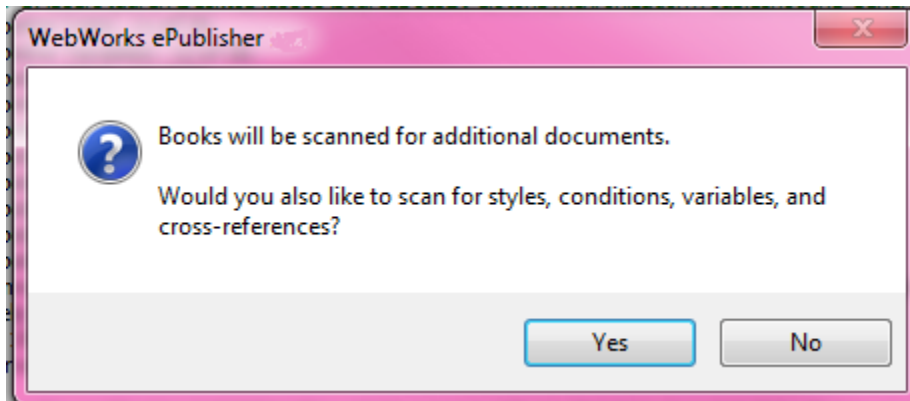 WebWorks ePublisher
Books will be scanned for additional documents.
Would you also like to scan for styles, conditions, variables, and
cross-references?
Yes
No